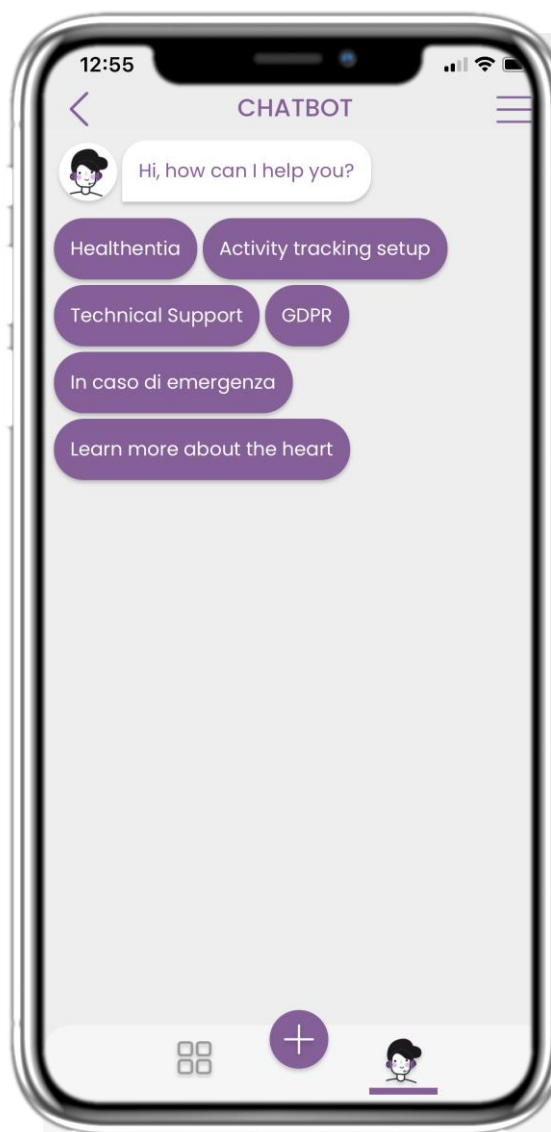 12:55
CHATBOT
Hi, how can I help you?
Healthentia
Activity tracking setup
Technical Support
GDPR
In caso di emergenza
Learn more about the heart